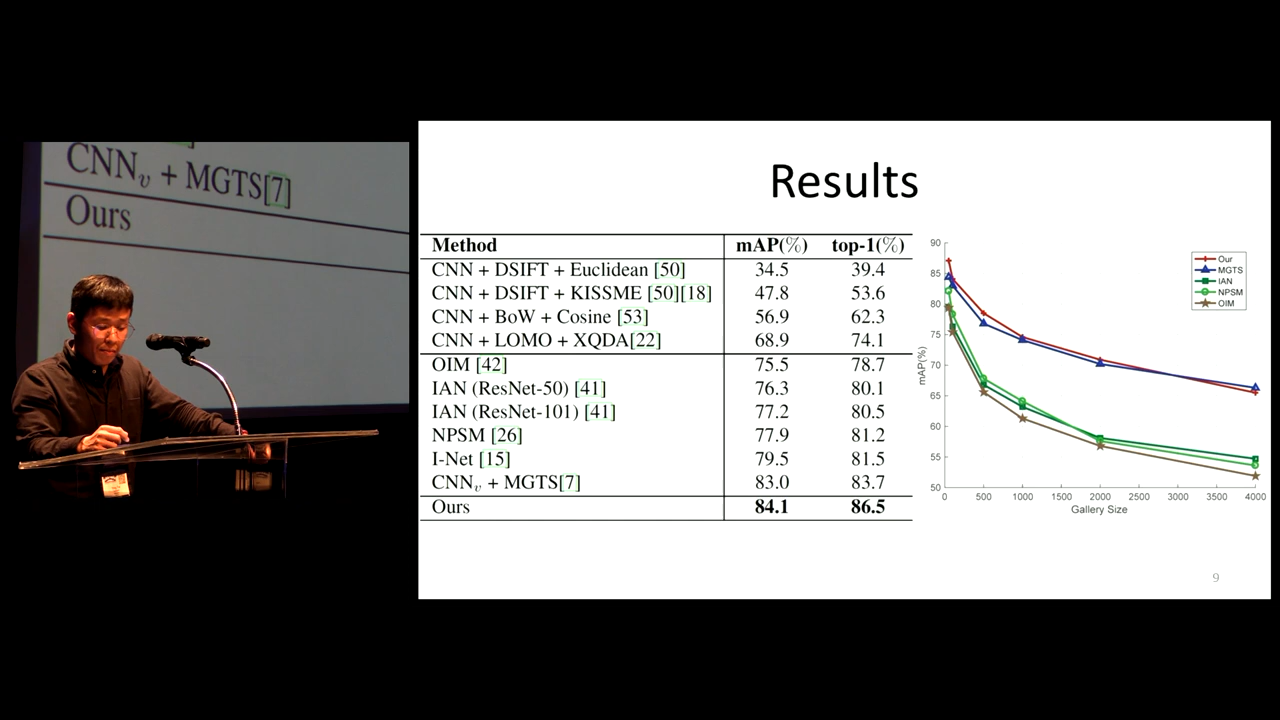 CNNv + MGTS[7]
Ours
Results
Method mAP(%) top-1(%)
CNN + DSIFT + Euclidean [50] 34.5 39.4
CNN + DSIFT + KISSME [50][18] 47.8 53.6
CNN + BoW + Cosine [53] 56.9 62.3
CNN + LOMO + XQDA[22] 68.9 74.1
OIM [42] 75.5 78.7
IAN (ResNet-50) [41] 76.3 80.1
IAN (ResNet-101) [41] 77.2 80.5
NPSM [26] 77.9 81.2
I-Net [15] 79.5 81.5
CNNv + MGTS[7] 83.0 83.7
Ours 84.1 86.5
90
85
80
75
70
65
60
55
50
mAP(%)
0 500 1000 1500 2000 2500 3000 3500 4000
Gallery Size
Our
MGTS
IAN
NPSM
OIM
9